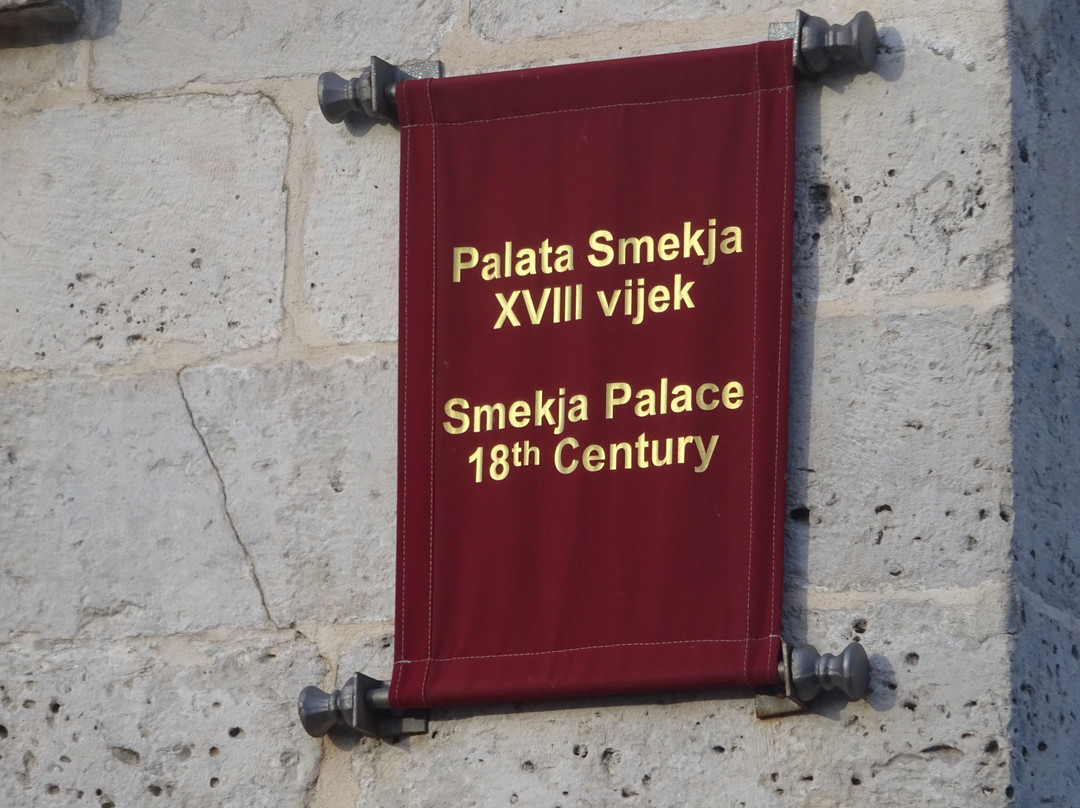 Palata Smekja
XVIII vijek
Smekja Palace
18th Century